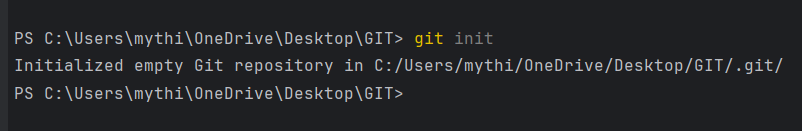 PS C:\Users\mythi\OneDrive\Desktop\GIT> git init
Initialized empty Git repository in C:/Users/mythi/OneDrive/Desktop/GIT/.git/
PS C:\Users\mythi\OneDrive\Desktop\GIT>